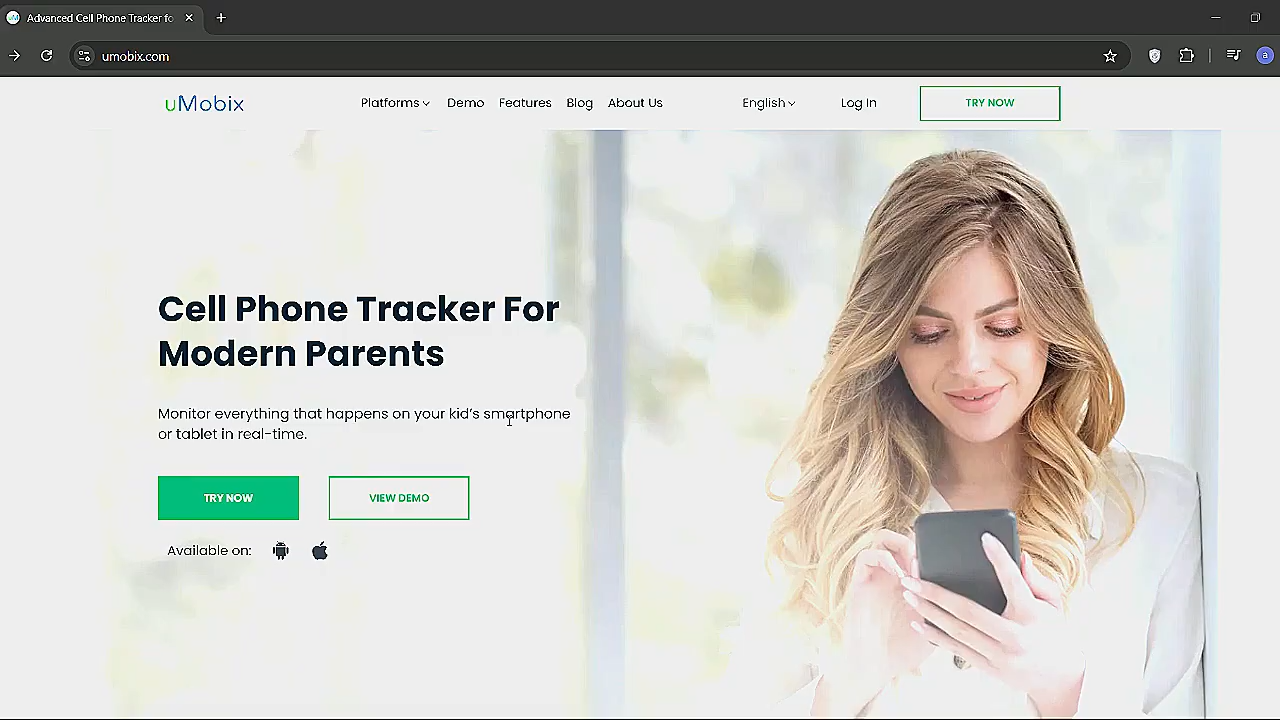 Advanced Cell Phone Tracker fo
umobix.com
a
uMobix
Platforms
Demo
Features
Blog
About Us
English
Log In
TRY NOW
Cell Phone Tracker For
Modern Parents
Monitor everything that happens on your kid's smartphone
or tablet in real-time.
TRY NOW
VIEW DEMO
Available on: